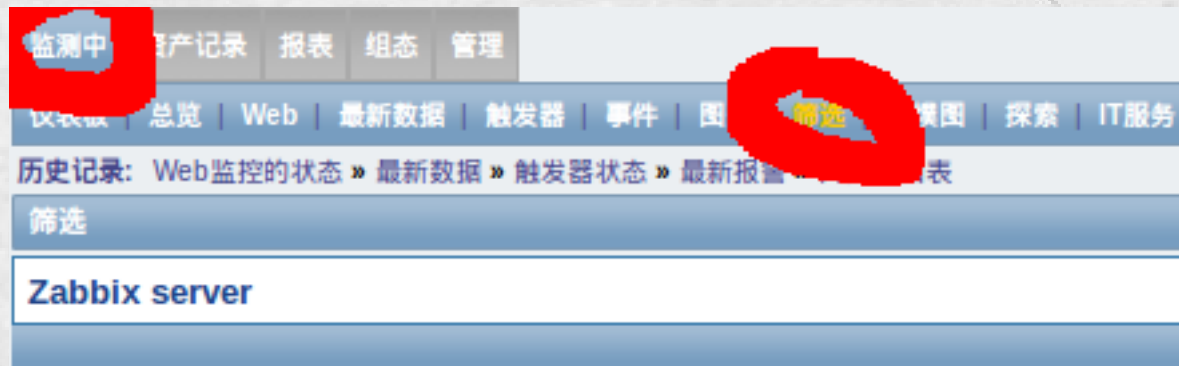 监测中 资产记录 报表 组态 管理
仪表板 | 总览 | Web | 最新数据 | 触发器 | 事件 | 图 筛选 图 | 探索 | IT服务
历史记录: Web监控的状态 » 最新数据 » 触发器状态 » 最新报警 » 表
筛选
Zabbix server